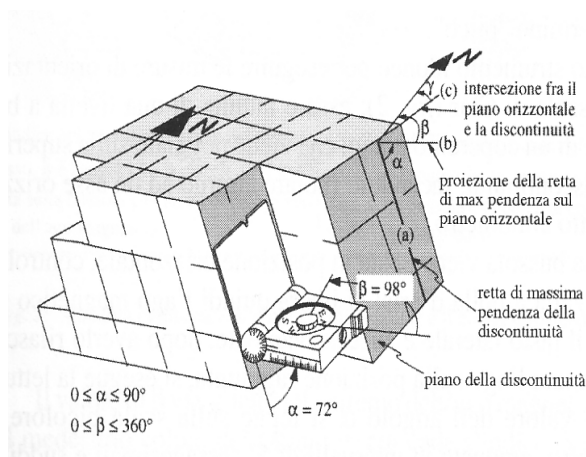 N
N
γ
(c)
intersezione fra il
piano orizzontale
e la discontinuità
β
(b)
α
proiezione della retta
di max pendenza sul
piano orizzontale
(a)
β = 98°
retta di massima
pendenza della
discontinuità
piano della discontinuità
α = 72°
0 ≤ α ≤ 90°
0 ≤ β ≤ 360°